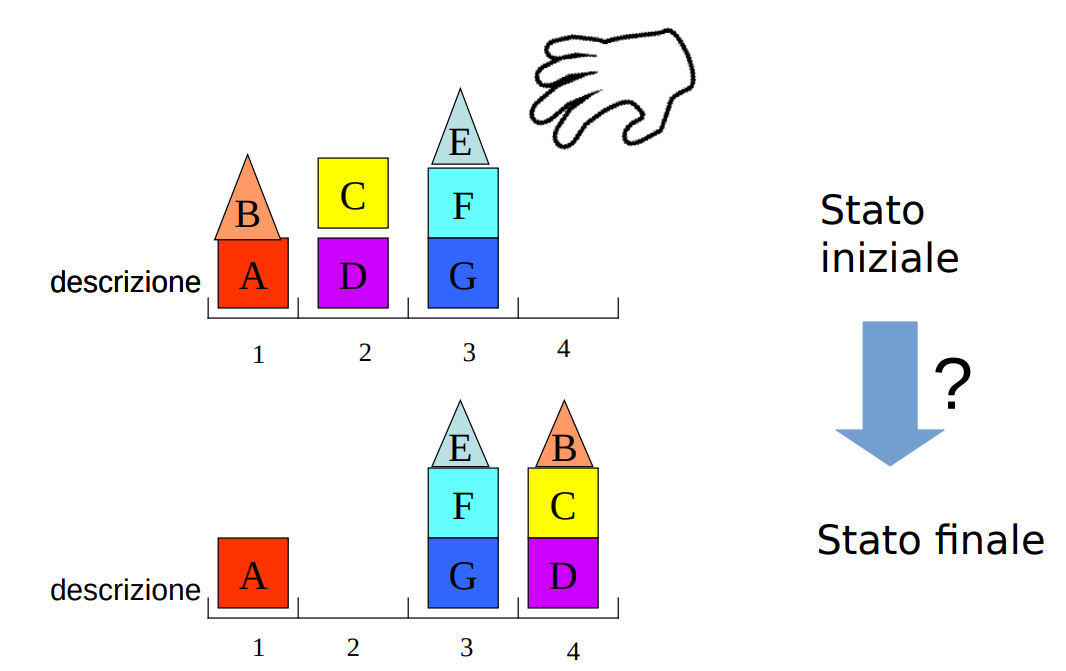 E
B C F
Stato
iniziale
descrizione A D G
1 2 3 4
?
E B
F C
Stato finale
descrizione A G D
1 2 3 4